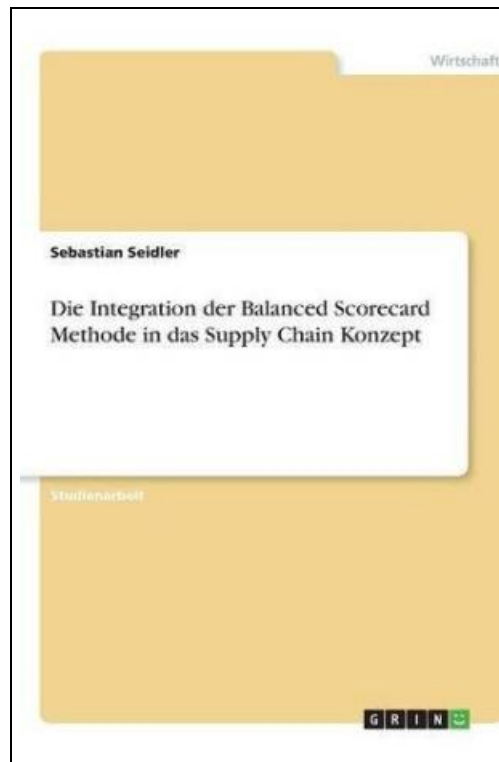 Wirtschaft
Sebastian Seidler
Die Integration der Balanced Scorecard
Methode in das Supply Chain Konzept
Studienarbeit
GRIN